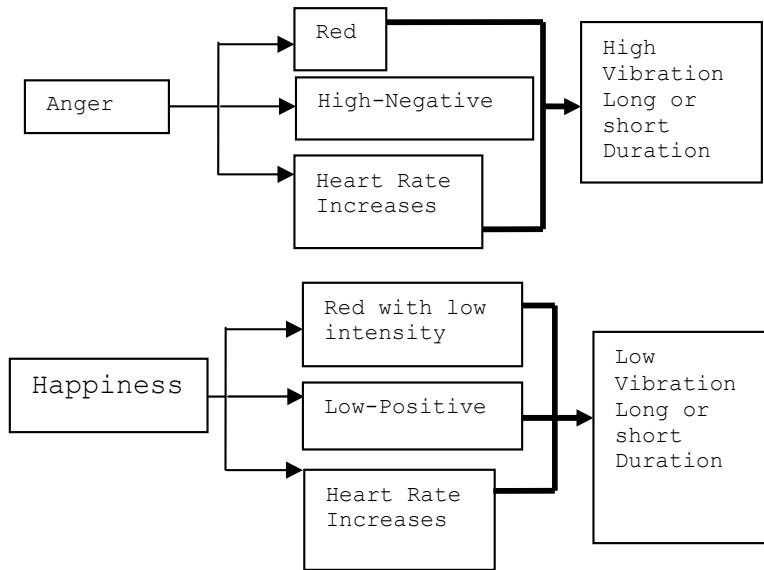 Anger
Red
High-Negative
Heart Rate
Increases
High
Vibration
Long or
short
Duration
Happiness
Red with low
intensity
Low-Positive
Heart Rate
Increases
Low
Vibration
Long or
short
Duration